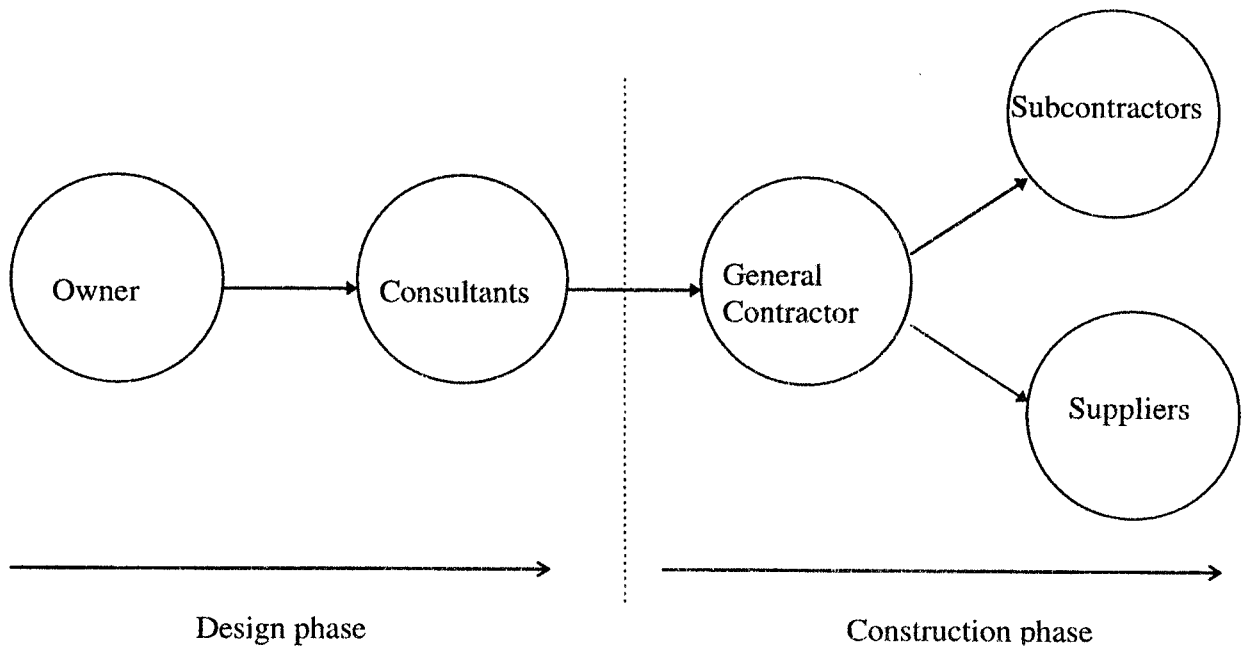 Subcontractors
Owner
Consultants
General
Contractor
Suppliers
Design phase
Construction phase